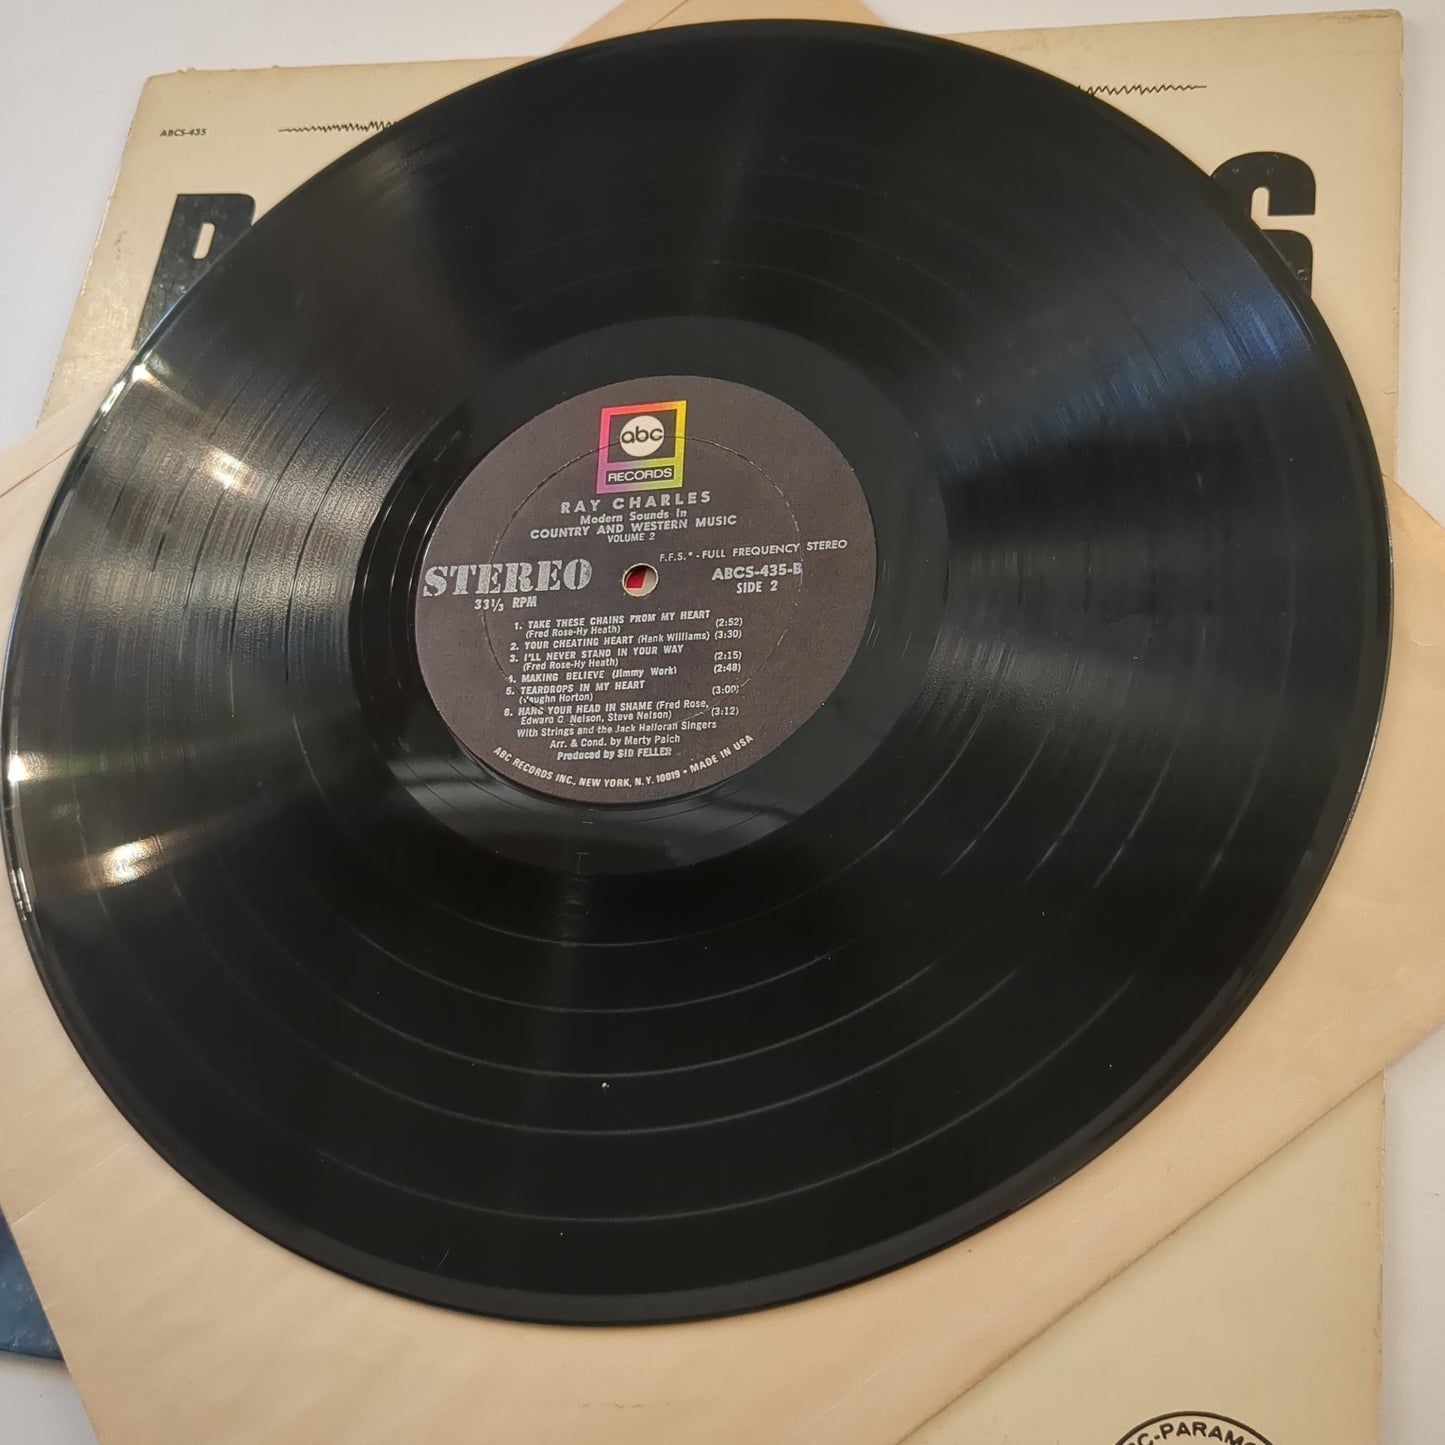 ABCS-435
abc
RECORDS
RAY CHARLES
Modern Sounds In
COUNTRY AND WESTERN MUSIC
VOLUME 2
F.F.S.* - FULL FREQUENCY STEREO
STEREO
33⅓ RPM
ABCS-435-B
SIDE 2
1. TAKE THESE CHAINS FROM MY HEART
(Fred Rose-Hy Heath) (2:52)
2. YOUR CHEATING HEART (Hank Williams) (3:30)
3. I'LL NEVER STAND IN YOUR WAY
(Fred Rose-Hy Heath) (2:15)
4. MAKING BELIEVE (Jimmy Work) (2:48)
5. TEARDROPS IN MY HEART
(Vaughn Horton) (3:00)
6. HANG YOUR HEAD IN SHAME (Fred Rose,
Edward G. Nelson, Steve Nelson) (3:12)
With Strings and the Jack Halloran Singers
Arr. & Cond. by Marty Paich
Produced by SID FELLER
ABC RECORDS INC., NEW YORK, N.Y. 10019 • MADE IN USA
C-PARAMO